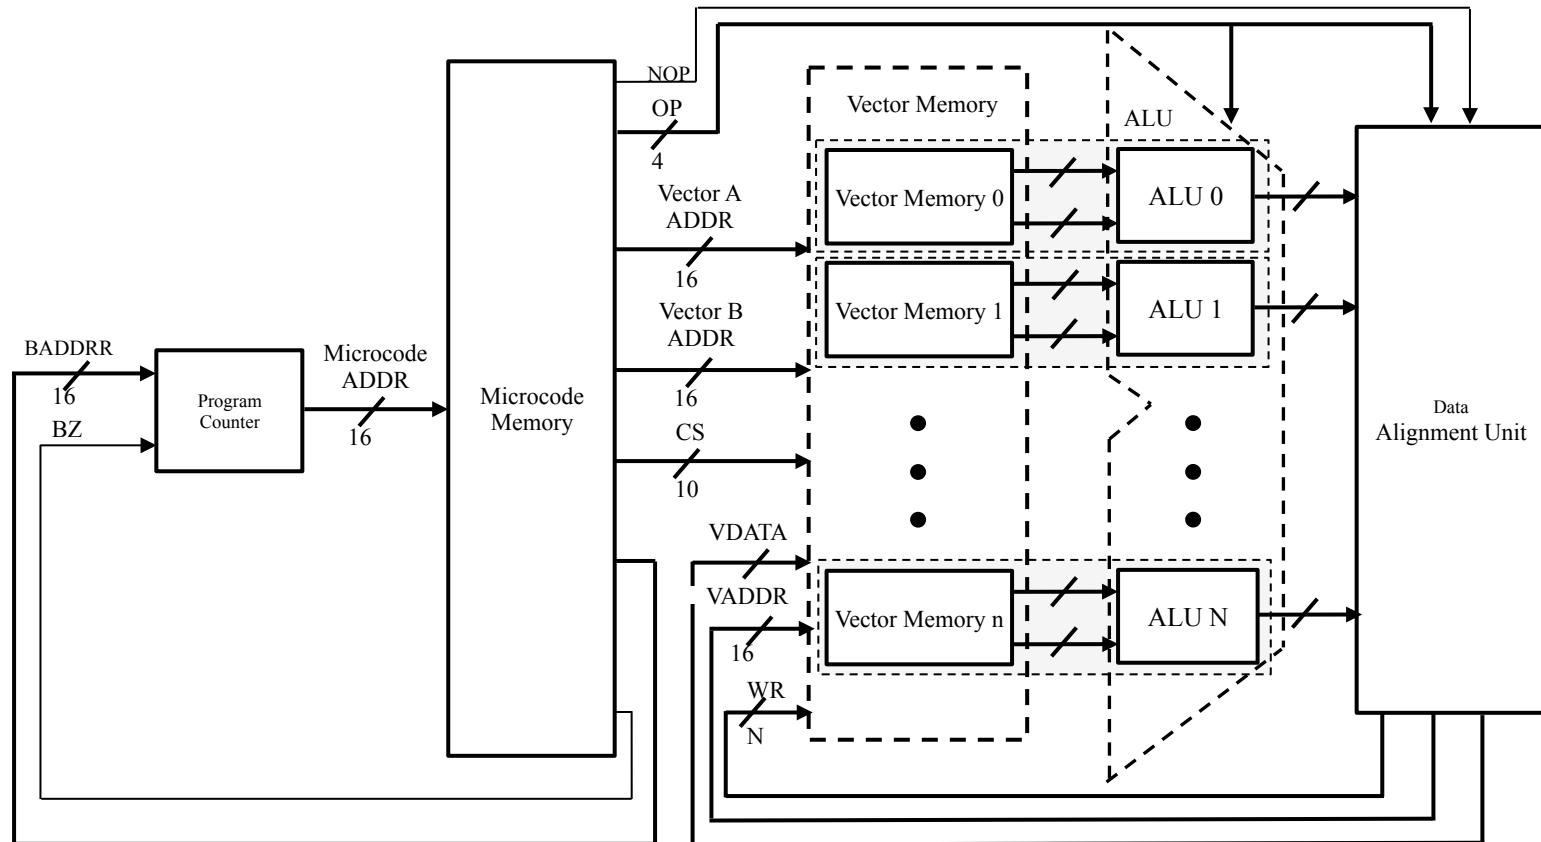 NOP
OP
4
Vector A
ADDR
16
Vector B
ADDR
16
CS
10
VDATA
VADDR
16
WR
N
BADDRR
16
BZ
Program
Counter
Microcode
ADDR
16
Microcode
Memory
Vector Memory
Vector Memory 0
Vector Memory 1
Vector Memory n
ALU
ALU 0
ALU 1
ALU N
Data
Alignment Unit